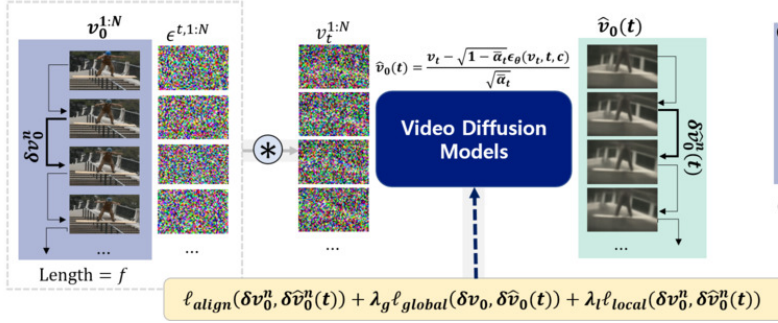 v_0^{1:N}
ϵ^{t,1:N}
v_t^{1:N}
v̂_0(t) = (v_t − √(1 − ᾱ_t) ϵ_θ(v_t, t, c)) / √ᾱ_t
v̂_0(t)
δv_0^n
Video Diffusion
Models
δv̂_0^n(t)
...
...
...
...
Length = f
ℓ_align(δv_0^n, δv̂_0^n(t)) + λ_g ℓ_global(δv_0, δv̂_0(t)) + λ_l ℓ_local(δv_0^n, δv̂_0^n(t))